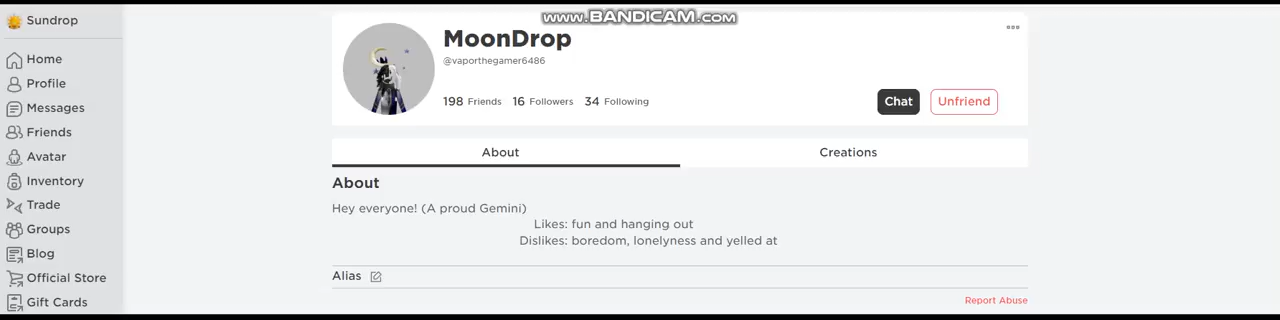 www.BANDICAM.com
Sundrop
Home
Profile
Messages
Friends
Avatar
Inventory
Trade
Groups
Blog
Official Store
Gift Cards
MoonDrop
@vaporthegamer6486
198 Friends 16 Followers 34 Following
Chat Unfriend
About Creations
About
Hey everyone! (A proud Gemini)
Likes: fun and hanging out
Dislikes: boredom, lonelyness and yelled at
Alias
Report Abuse